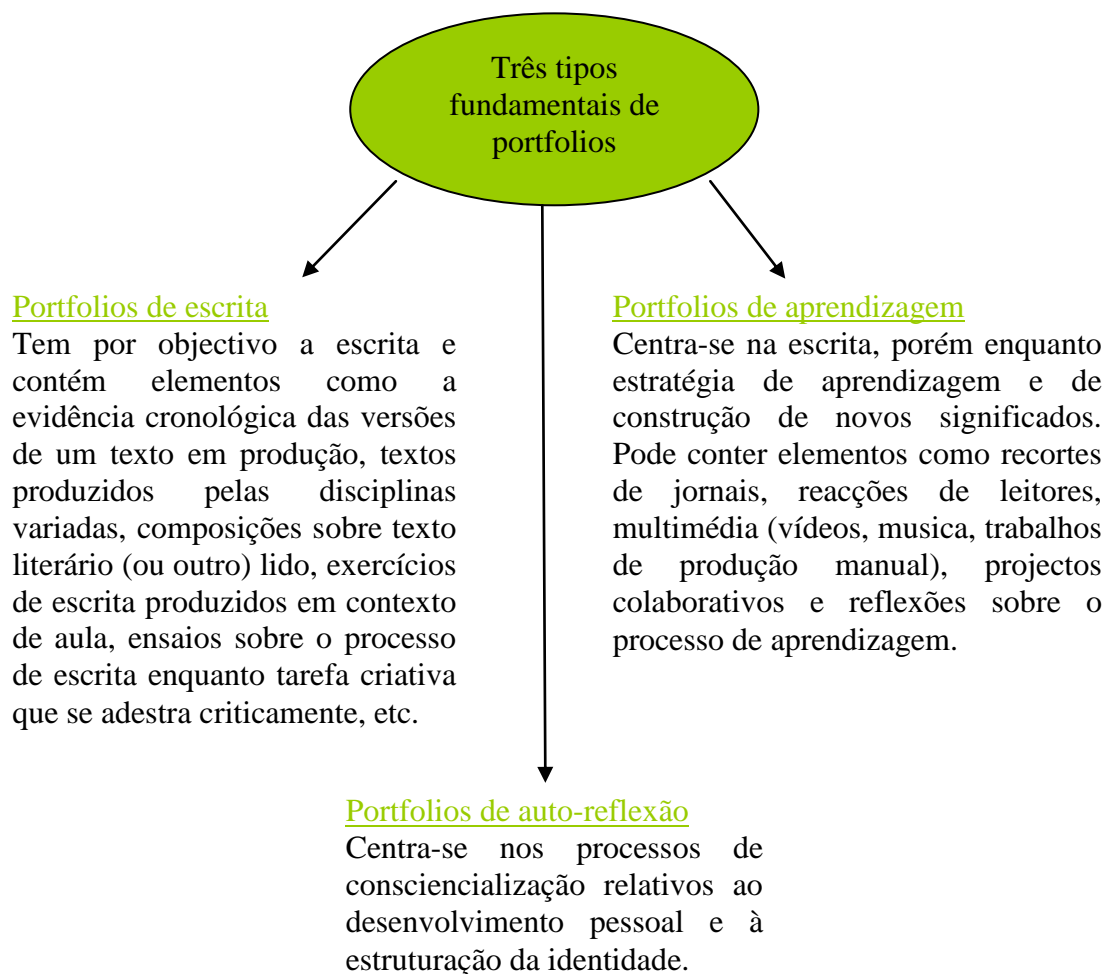 Três tipos
fundamentais de
portfolios
Portfolios de escrita
Tem por objectivo a escrita e
contém elementos como a
evidência cronológica das versões
de um texto em produção, textos
produzidos pelas disciplinas
variadas, composições sobre texto
literário (ou outro) lido, exercícios
de escrita produzidos em contexto
de aula, ensaios sobre o processo
de escrita enquanto tarefa criativa
que se adestra criticamente, etc.
Portfolios de aprendizagem
Centra-se na escrita, porém enquanto
estratégia de aprendizagem e de
construção de novos significados.
Pode conter elementos como recortes
de jornais, reacções de leitores,
multimédia (vídeos, musica, trabalhos
de produção manual), projectos
colaborativos e reflexões sobre o
processo de aprendizagem.
Portfolios de auto-reflexão
Centra-se nos processos de
consciencialização relativos ao
desenvolvimento pessoal e à
estruturação da identidade.